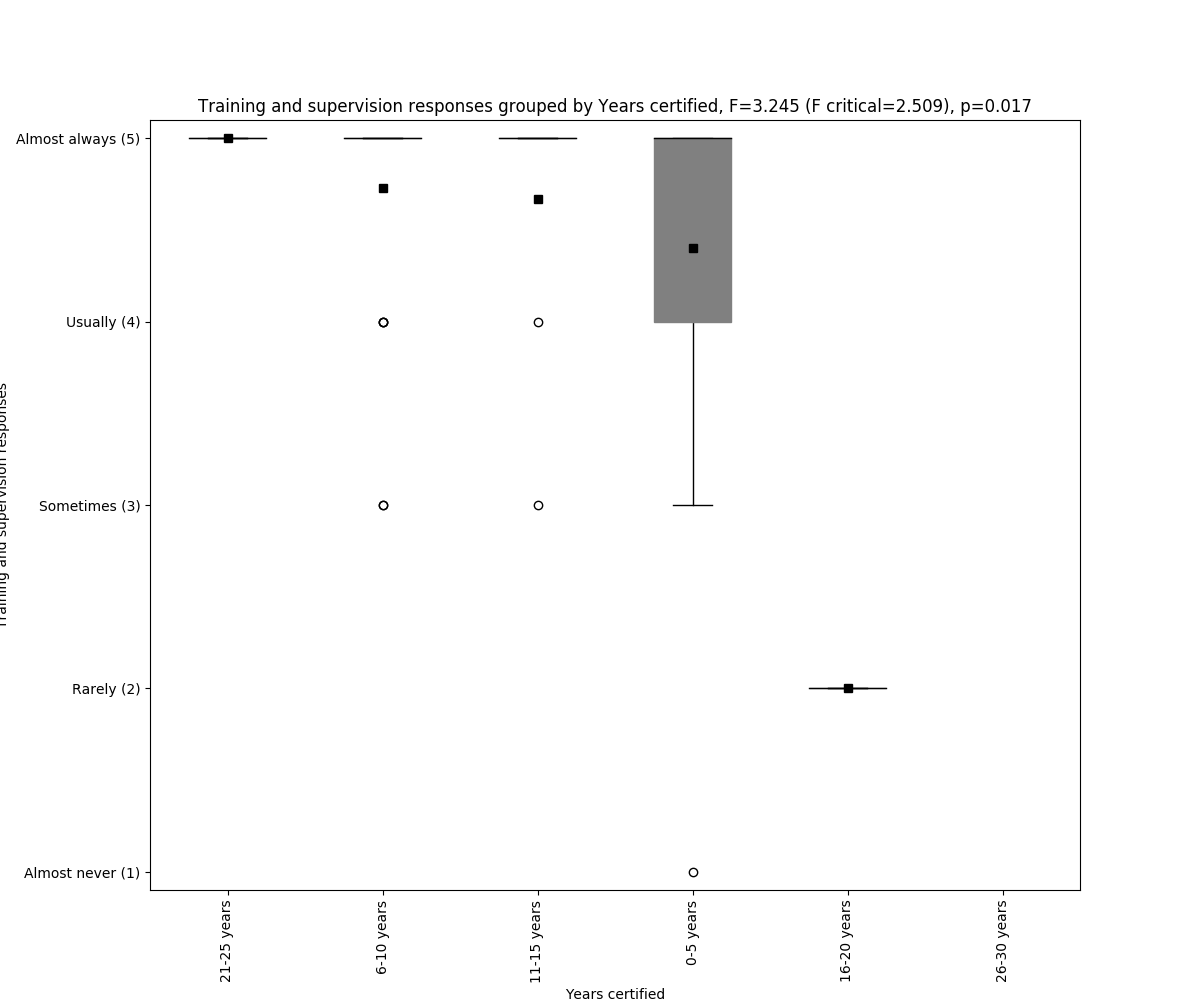 Training and supervision responses grouped by Years certified, F=3.245 (F critical=2.509), p=0.017
Almost always (5)
Usually (4)
Sometimes (3)
Rarely (2)
Almost never (1)
Training and supervision responses
21-25 years
6-10 years
11-15 years
0-5 years
16-20 years
26-30 years
Years certified